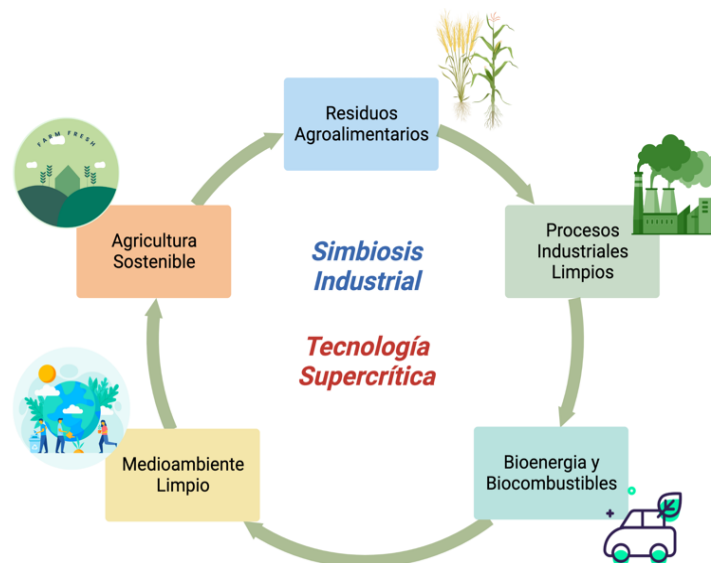 Residuos
Agroalimentarios
FARM FRESH
Agricultura
Sostenible
Simbiosis
Industrial
Procesos
Industriales
Limpios
Tecnología
Supercrítica
Medioambiente
Limpio
Bioenergia y
Biocombustibles